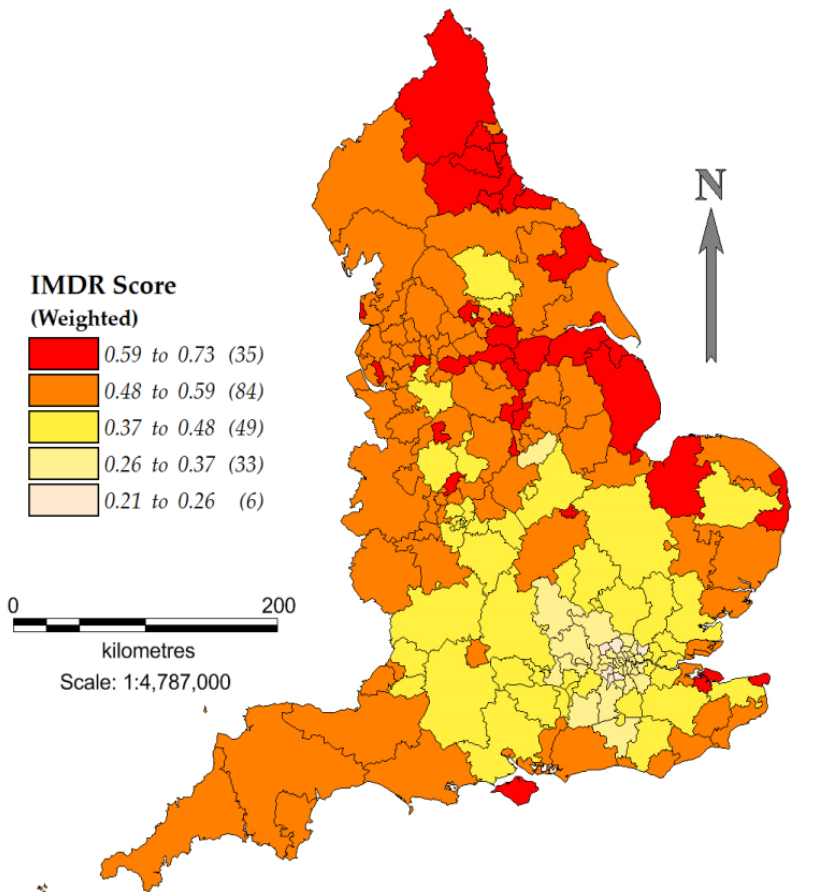 N
IMDR Score
(Weighted)
0.59 to 0.73 (35)
0.48 to 0.59 (84)
0.37 to 0.48 (49)
0.26 to 0.37 (33)
0.21 to 0.26 (6)
0 200
kilometres
Scale: 1:4,787,000